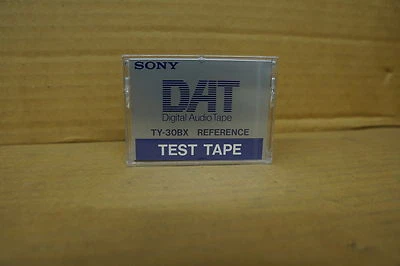 SONY
DAT
Digital Audio Tape
TY-30BX REFERENCE
TEST TAPE